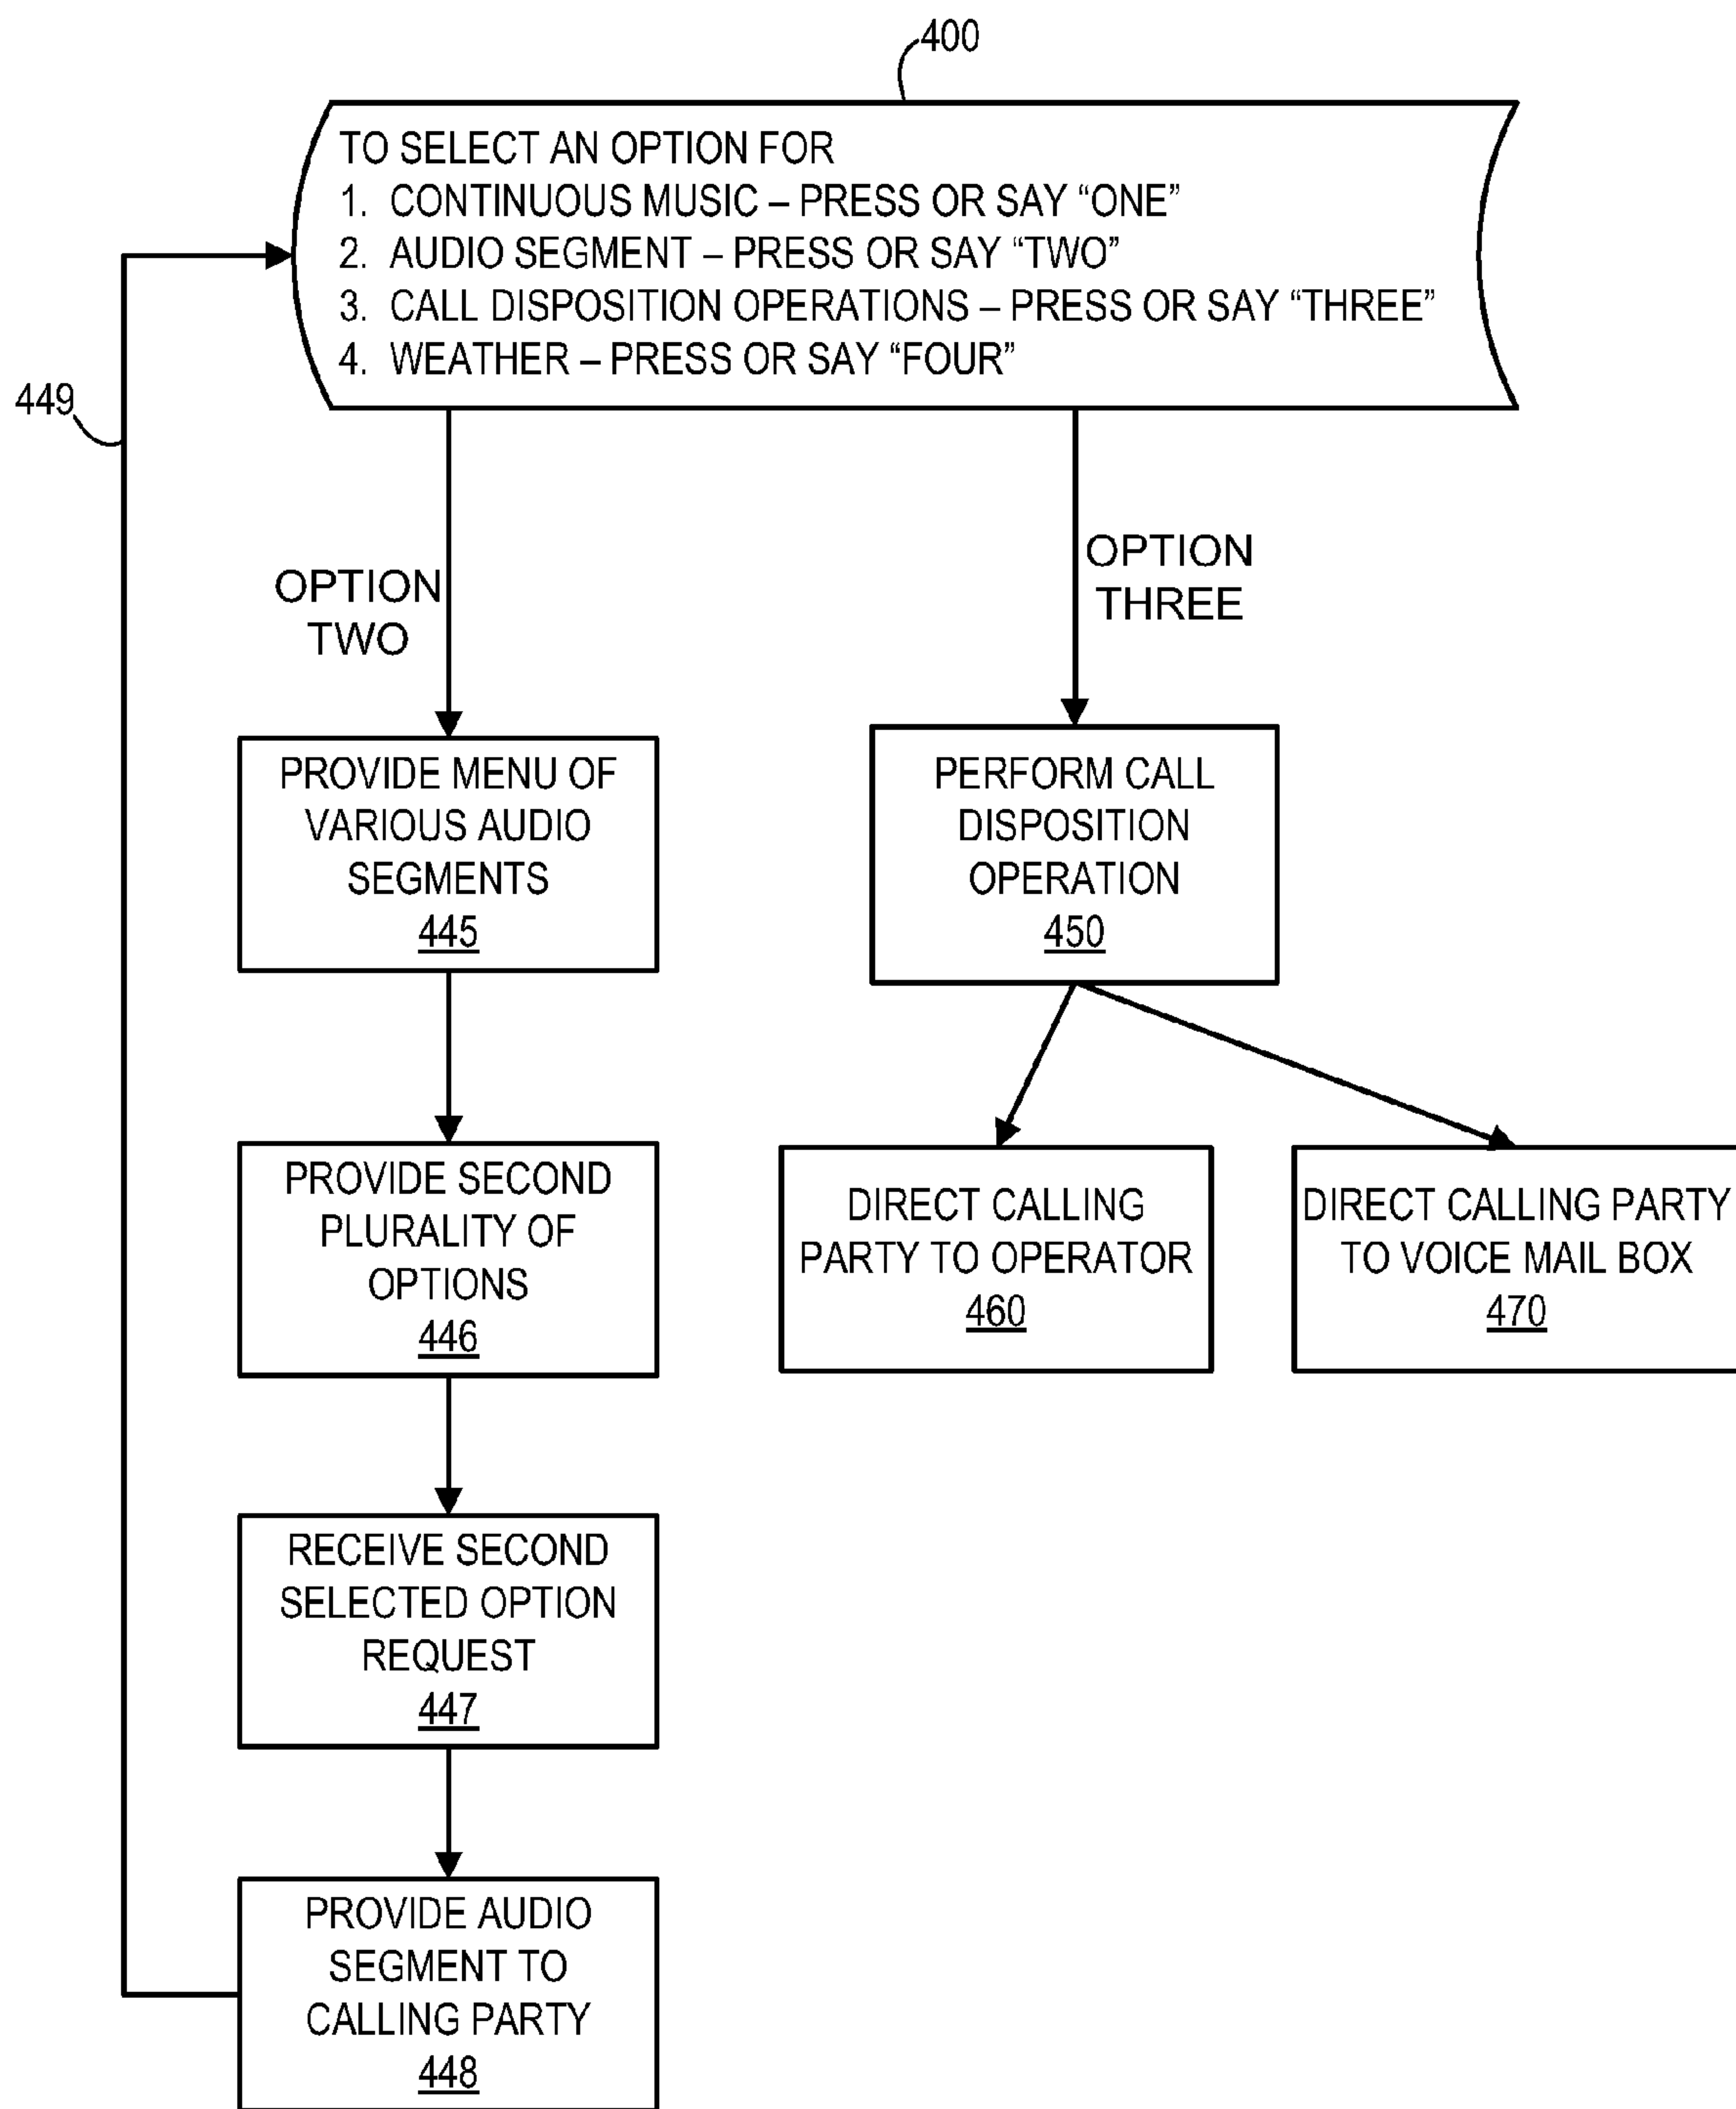 400
TO SELECT AN OPTION FOR
1. CONTINUOUS MUSIC – PRESS OR SAY “ONE”
2. AUDIO SEGMENT – PRESS OR SAY “TWO”
3. CALL DISPOSITION OPERATIONS – PRESS OR SAY “THREE”
4. WEATHER – PRESS OR SAY “FOUR”
449
OPTION
TWO
OPTION
THREE
PROVIDE MENU OF
VARIOUS AUDIO
SEGMENTS
445
PERFORM CALL
DISPOSITION
OPERATION
450
PROVIDE SECOND
PLURALITY OF
OPTIONS
446
DIRECT CALLING
PARTY TO OPERATOR
460
DIRECT CALLING PARTY
TO VOICE MAIL BOX
470
RECEIVE SECOND
SELECTED OPTION
REQUEST
447
PROVIDE AUDIO
SEGMENT TO
CALLING PARTY
448